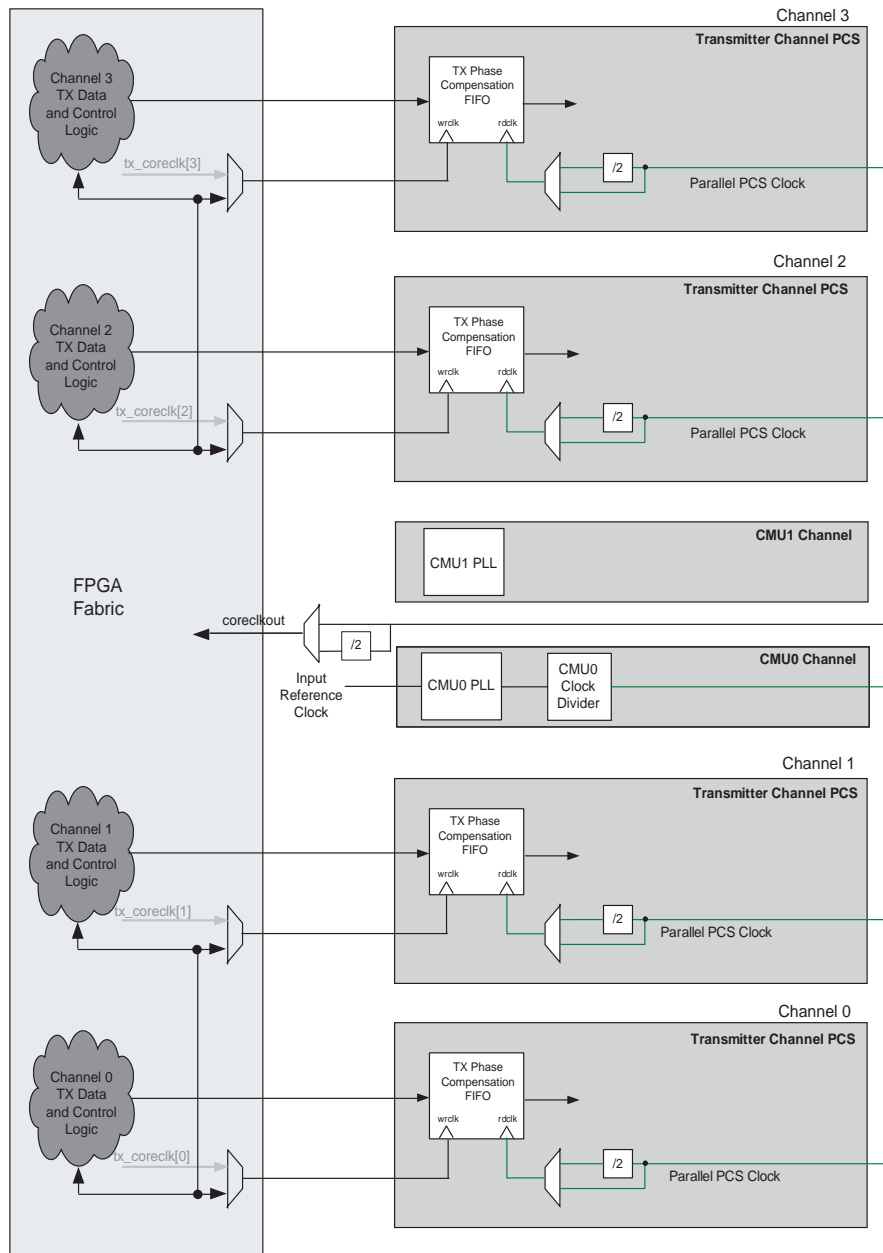 Channel 3
Transmitter Channel PCS
Channel 3
TX Data
and Control
Logic
TX Phase
Compensation
FIFO
wrclk
rdclk
tx_coreclk[3]
/2
Parallel PCS Clock
Channel 2
Transmitter Channel PCS
Channel 2
TX Data
and Control
Logic
TX Phase
Compensation
FIFO
wrclk
rdclk
tx_coreclk[2]
/2
Parallel PCS Clock
CMU1 Channel
CMU1 PLL
FPGA
Fabric
coreclkout
/2
CMU0 Channel
Input
Reference
Clock
CMU0 PLL
CMU0
Clock
Divider
Channel 1
Transmitter Channel PCS
Channel 1
TX Data
and Control
Logic
TX Phase
Compensation
FIFO
wrclk
rdclk
tx_coreclk[1]
/2
Parallel PCS Clock
Channel 0
Transmitter Channel PCS
Channel 0
TX Data
and Control
Logic
TX Phase
Compensation
FIFO
wrclk
rdclk
tx_coreclk[0]
/2
Parallel PCS Clock